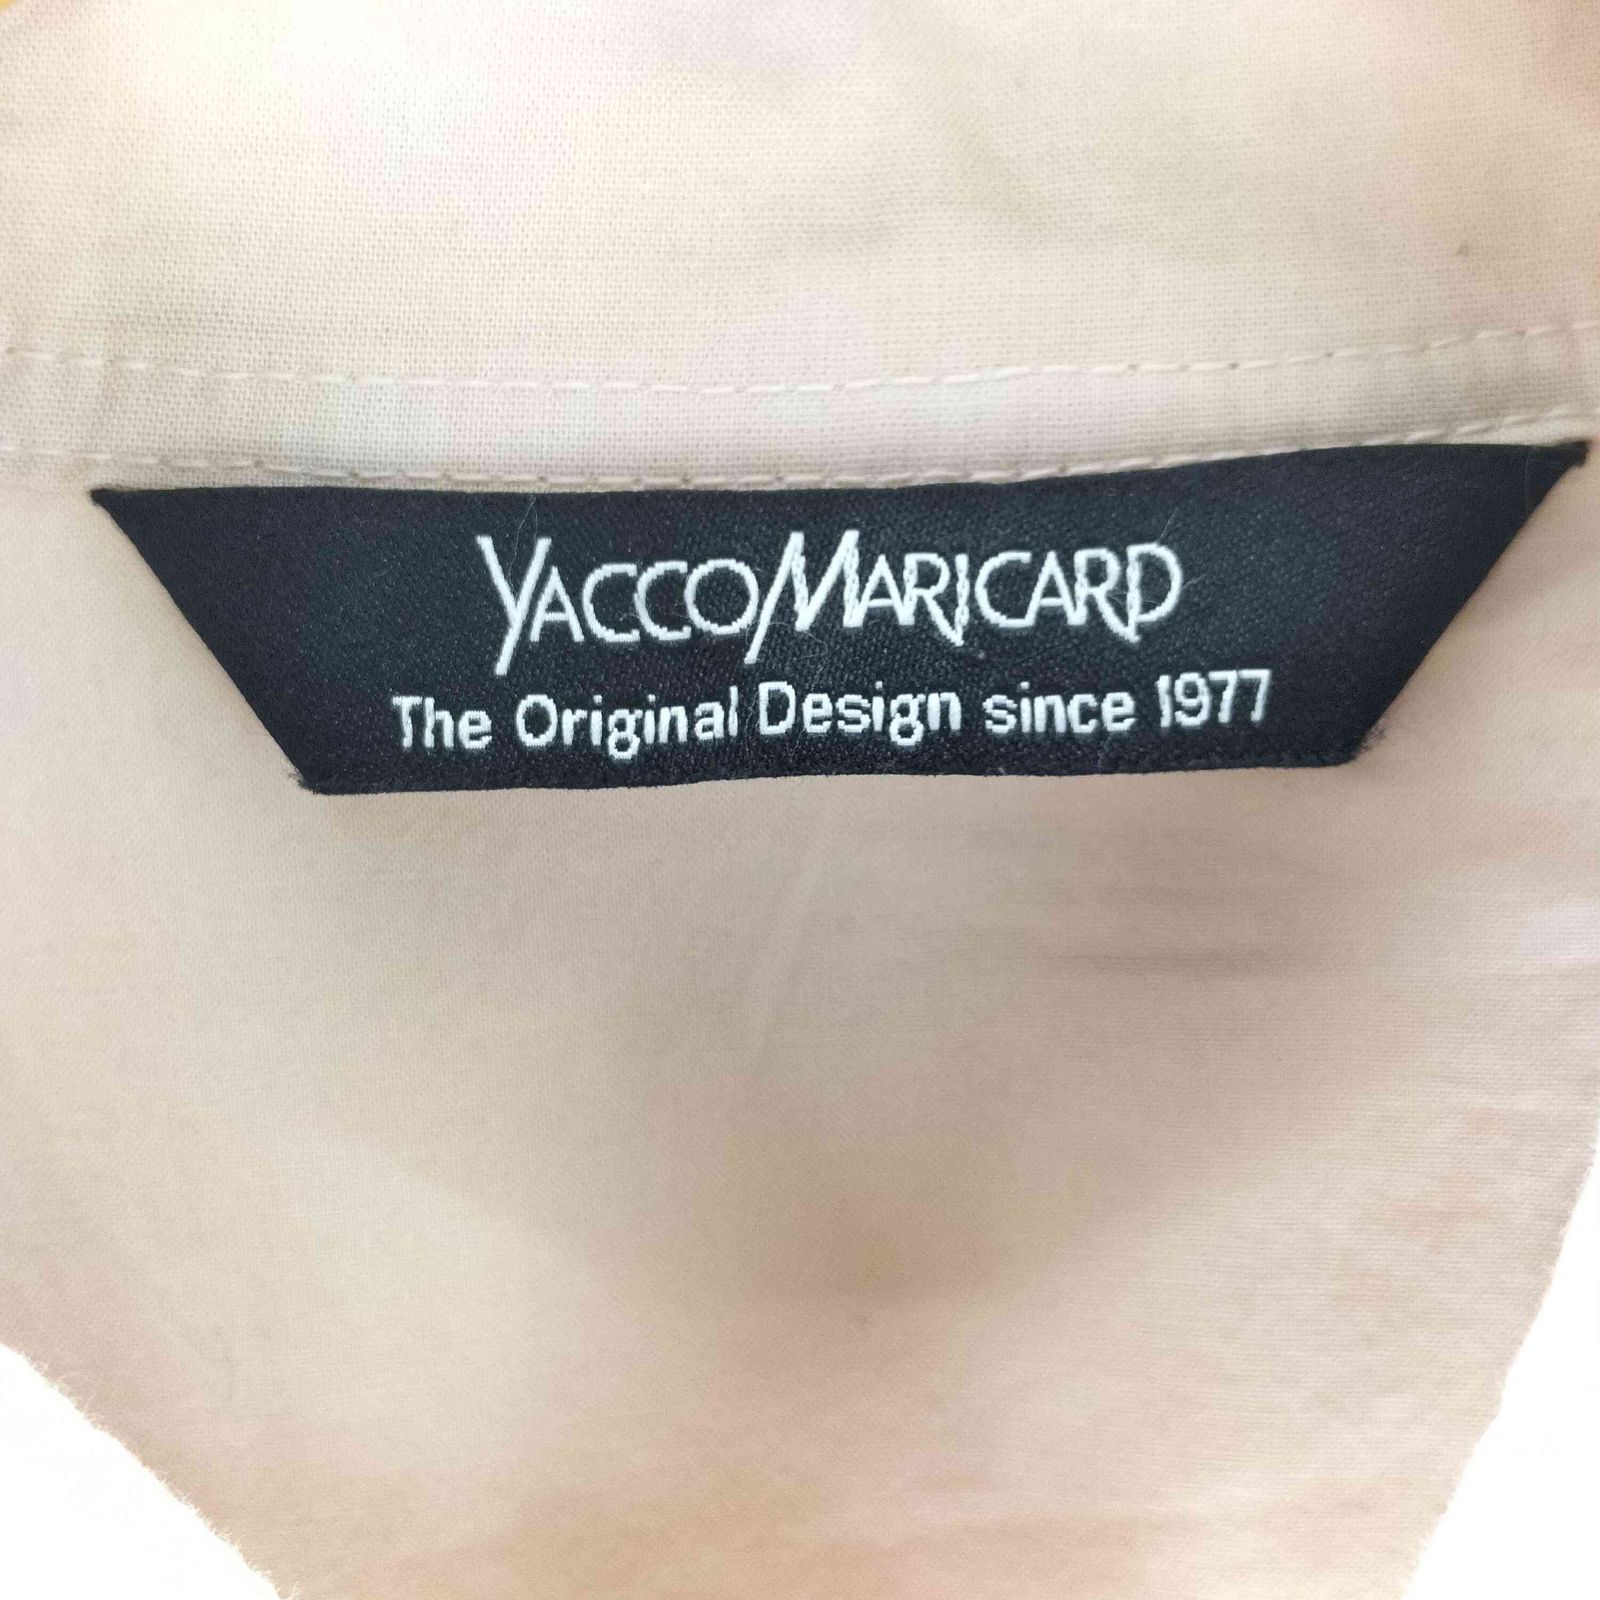 YACCOMARICARD
The Original Design since 1977